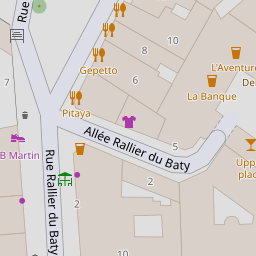 Rue
10
8
6
Gepetto
L'Aventure
De
La Banque
7
Pitaya
Allée Rallier du Baty
5
B Martin
Rue Rallier du Baty
2
2
Upp
plac